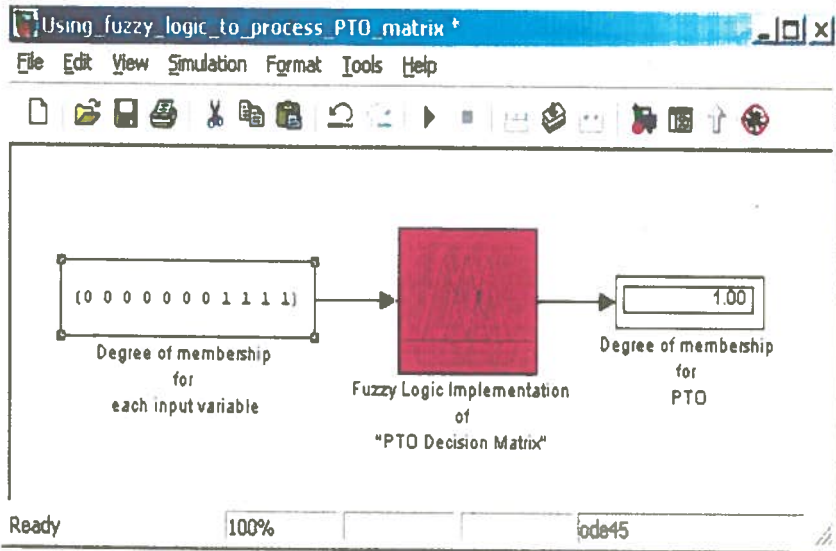 Using_fuzzy_logic_to_process_PTO_matrix *
File Edit View Simulation Format Tools Help
(0 0 0 0 0 0 0 1 1 1 1)
1.00
Degree of membership
for
each input variable
Fuzzy Logic Implementation
of
"PTO Decision Matrix"
Degree of membership
for
PTO
Ready 100% ode45